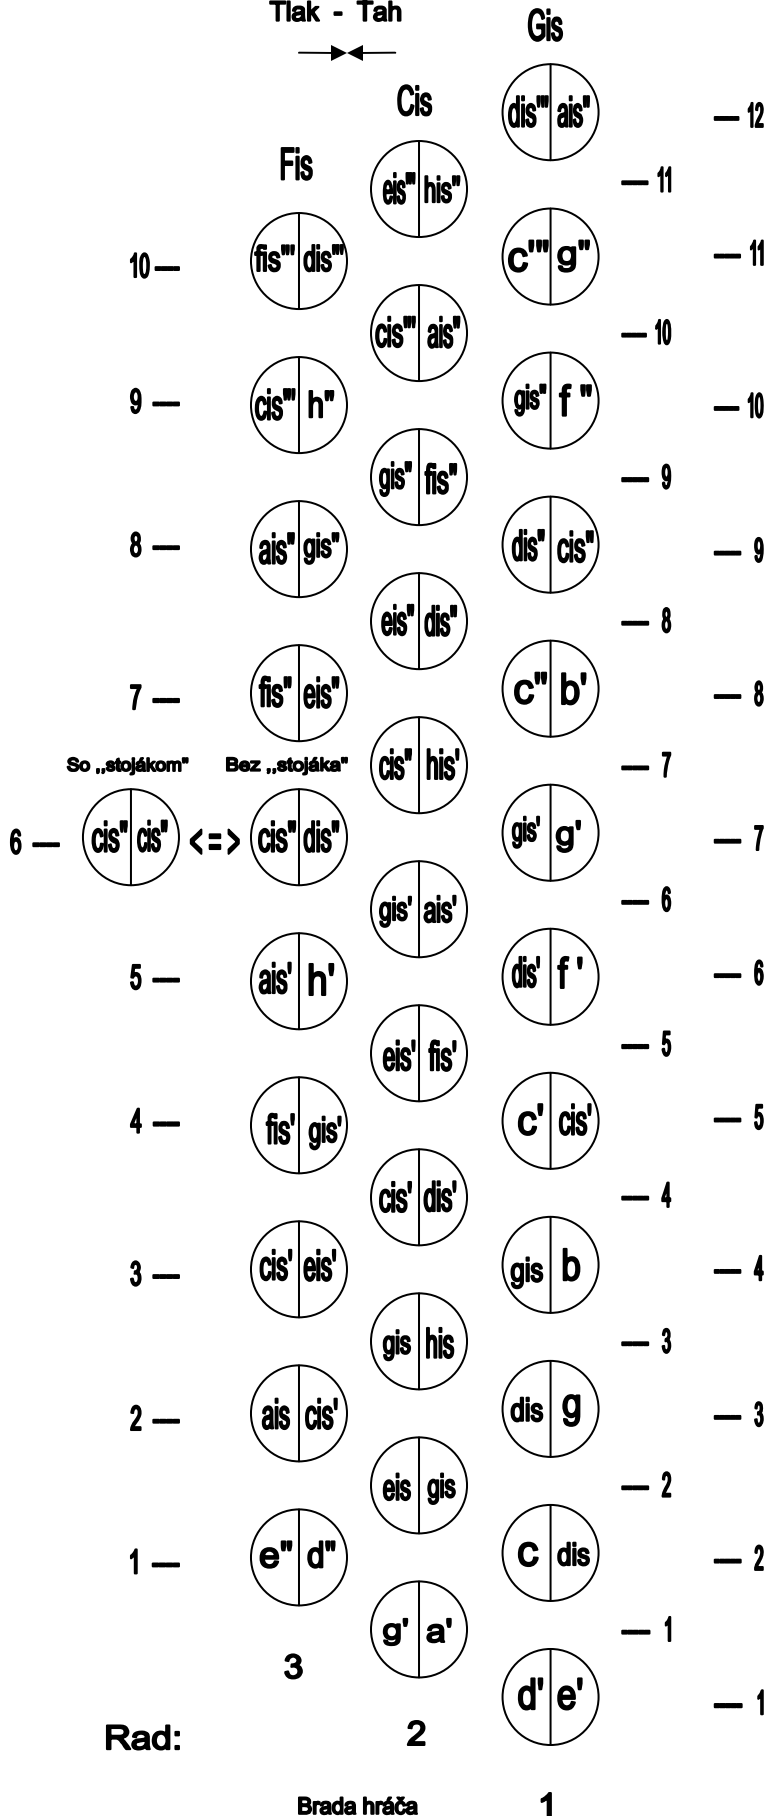 Tlak - Tah
Gis
Cis
dis''' ais'' — 12
Fis
eis''' his'' — 11
10 — fis''' dis''' c''' g'' — 11
cis''' ais'' — 10
9 — cis''' h'' gis'' f '' — 10
gis'' fis'' — 9
8 — ais'' gis'' dis'' cis'' — 9
eis'' dis'' — 8
7 — fis'' eis'' c'' b' — 8
So ,,stojákom" Bez ,,stojáka"
cis'' his' — 7
6 — cis'' cis'' <=> cis'' dis'' gis' g' — 7
gis' ais' — 6
5 — ais' h' dis' f ' — 6
eis' fis' — 5
4 — fis' gis' c' cis' — 5
cis' dis' — 4
3 — cis' eis' gis b — 4
gis his — 3
2 — ais cis' dis g — 3
eis gis — 2
1 — e'' d'' c dis — 2
g' a' — 1
3
d' e' — 1
Rad:
2
Brada hráča
1